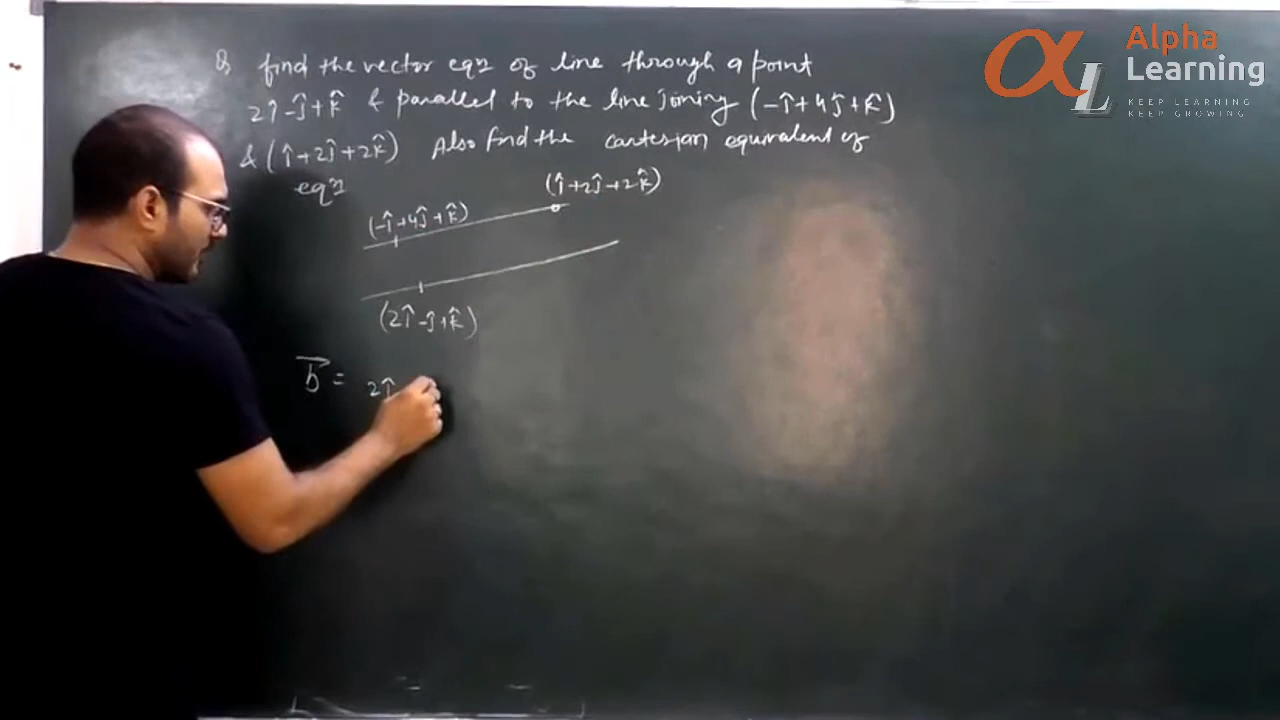 Q find the vector eqn of line through a point
2î-ĵ+k̂ & parallel to the line joining (-î+4ĵ+k̂)
& (î+2ĵ+2k̂) Also find the cartesian equivalent of
eqn
(î+2ĵ+2k̂)
(-î+4ĵ+k̂)
(2î-ĵ+k̂)
b⃗ = 2î
Alpha
Learning
KEEP LEARNING
KEEP GROWING
αL